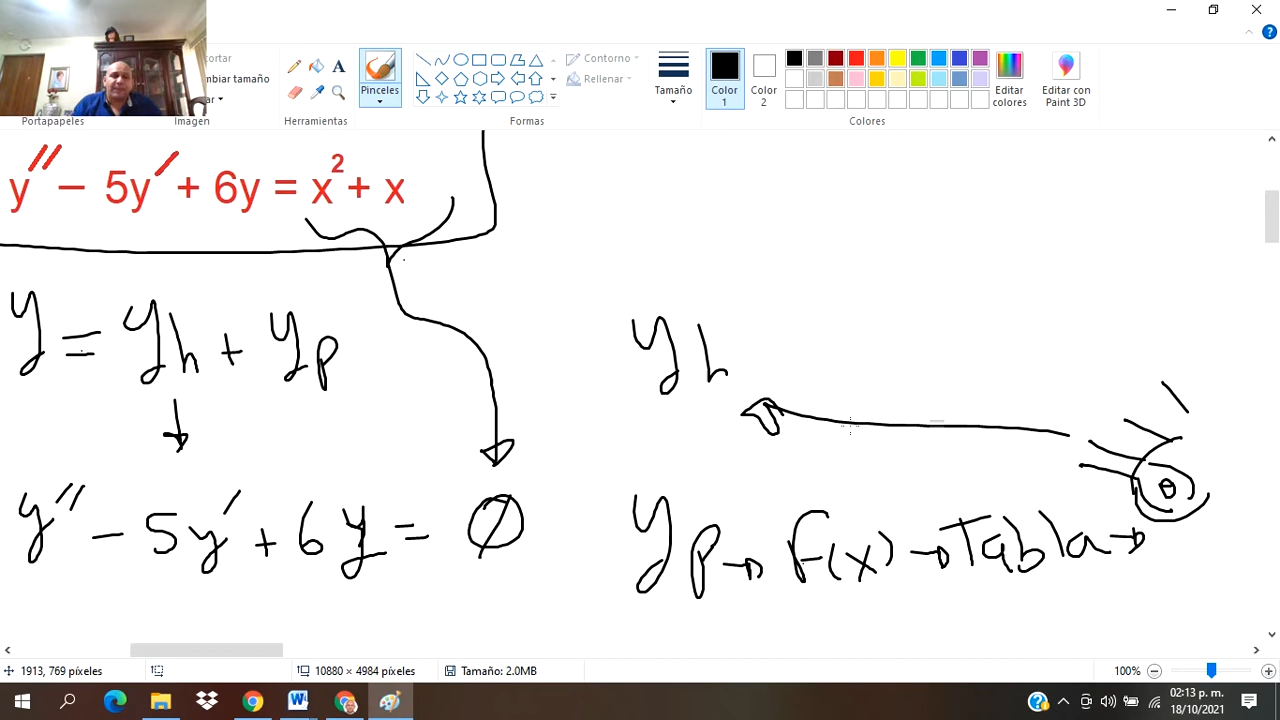 cortar
mbiar tamaño
ar
Portapapeles
Imagen
A
Herramientas
Pinceles
Contorno
Rellenar
Formas
Tamaño
Color 1
Color 2
Editar colores
Editar con Paint 3D
Colores
y'' − 5y' + 6y = x² + x
y = yh + yp
yh
y'' − 5y' + 6y = ∅
yp → f(x) → Tabla →
1913, 769 píxeles
10880 × 4984 píxeles
Tamaño: 2.0MB
100%
02:13 p. m.
18/10/2021